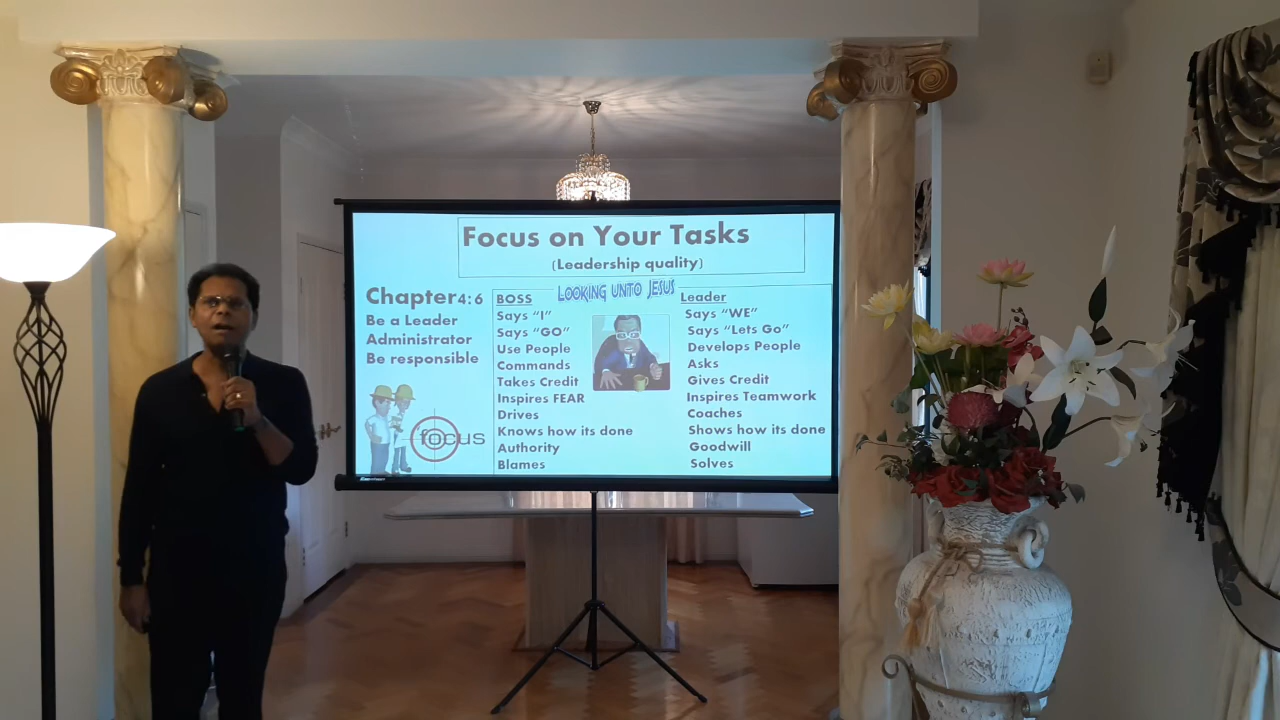 Focus on Your Tasks
(Leadership quality)
LOOKING UNTO JESUS
Chapter4:6
Be a Leader
Administrator
Be responsible
focus
BOSS
Says “I”
Says “GO”
Use People
Commands
Takes Credit
Inspires FEAR
Drives
Knows how its done
Authority
Blames
Leader
Says “WE”
Says “Lets Go”
Develops People
Asks
Gives Credit
Inspires Teamwork
Coaches
Shows how its done
Goodwill
Solves